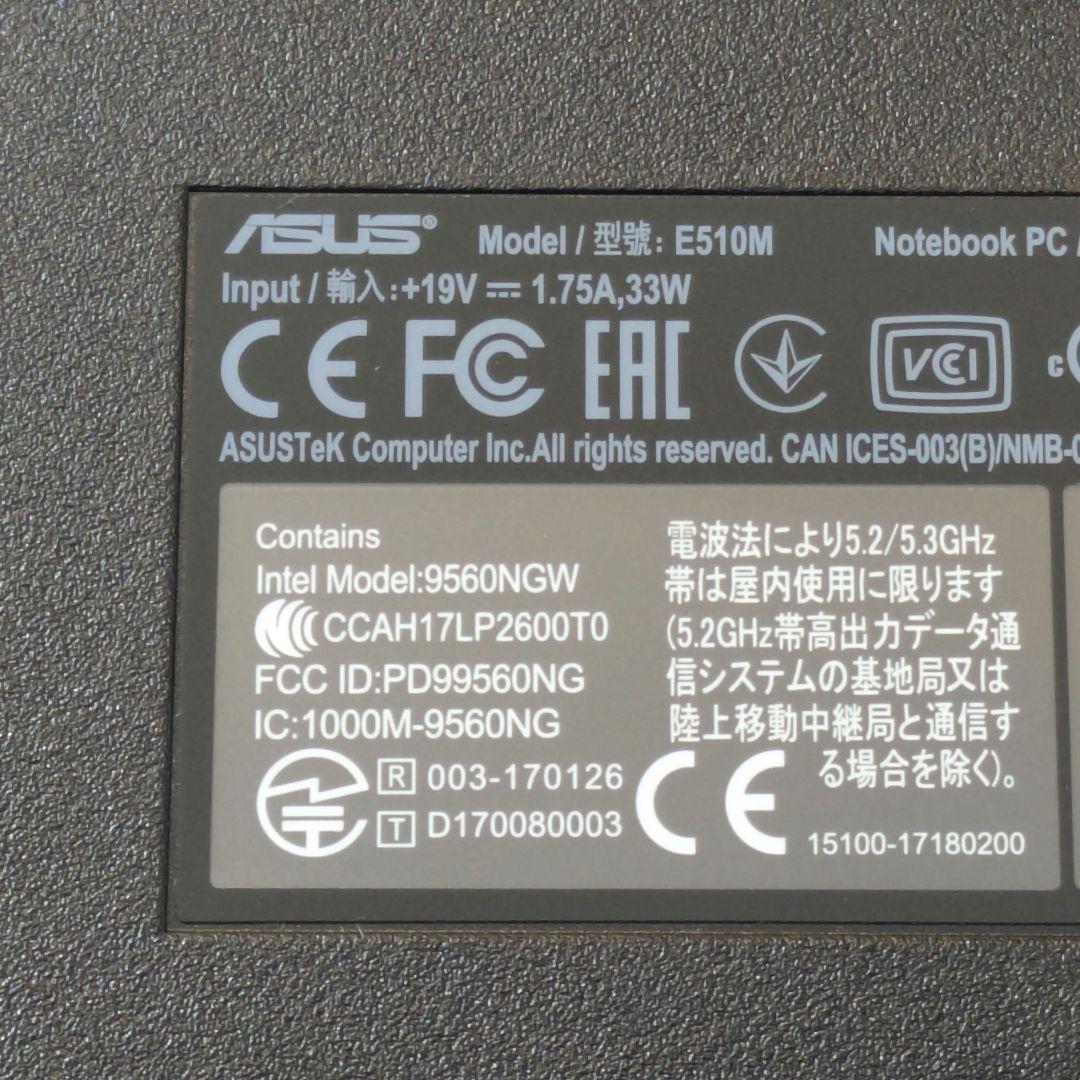 ASUS® Model / 型號: E510M Notebook PC /
Input / 輸入:+19V ⎓ 1.75A,33W
CE FC EAC VCCI C
ASUSTeK Computer Inc.All rights reserved. CAN ICES-003(B)/NMB-0
Contains
Intel Model:9560NGW
CCAH17LP2600T0
FCC ID:PD99560NG
IC:1000M-9560NG
R 003-170126
T D170080003
電波法により5.2/5.3GHz
帯は屋内使用に限ります
(5.2GHz帯高出力データ通
信システムの基地局又は
陸上移動中継局と通信す
る場合を除く)。
CE
15100-17180200